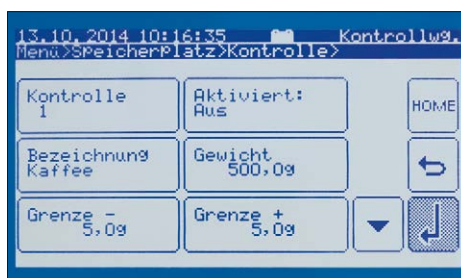 13.10.2014 10:16:35 Kontrollwg.
Menü>Speicherplatz>Kontrolle>
Kontrolle
1
Aktiviert:
Aus
HOME
Bezeichnung
Kaffee
Gewicht
500,0g
Grenze -
5,0g
Grenze +
5,0g